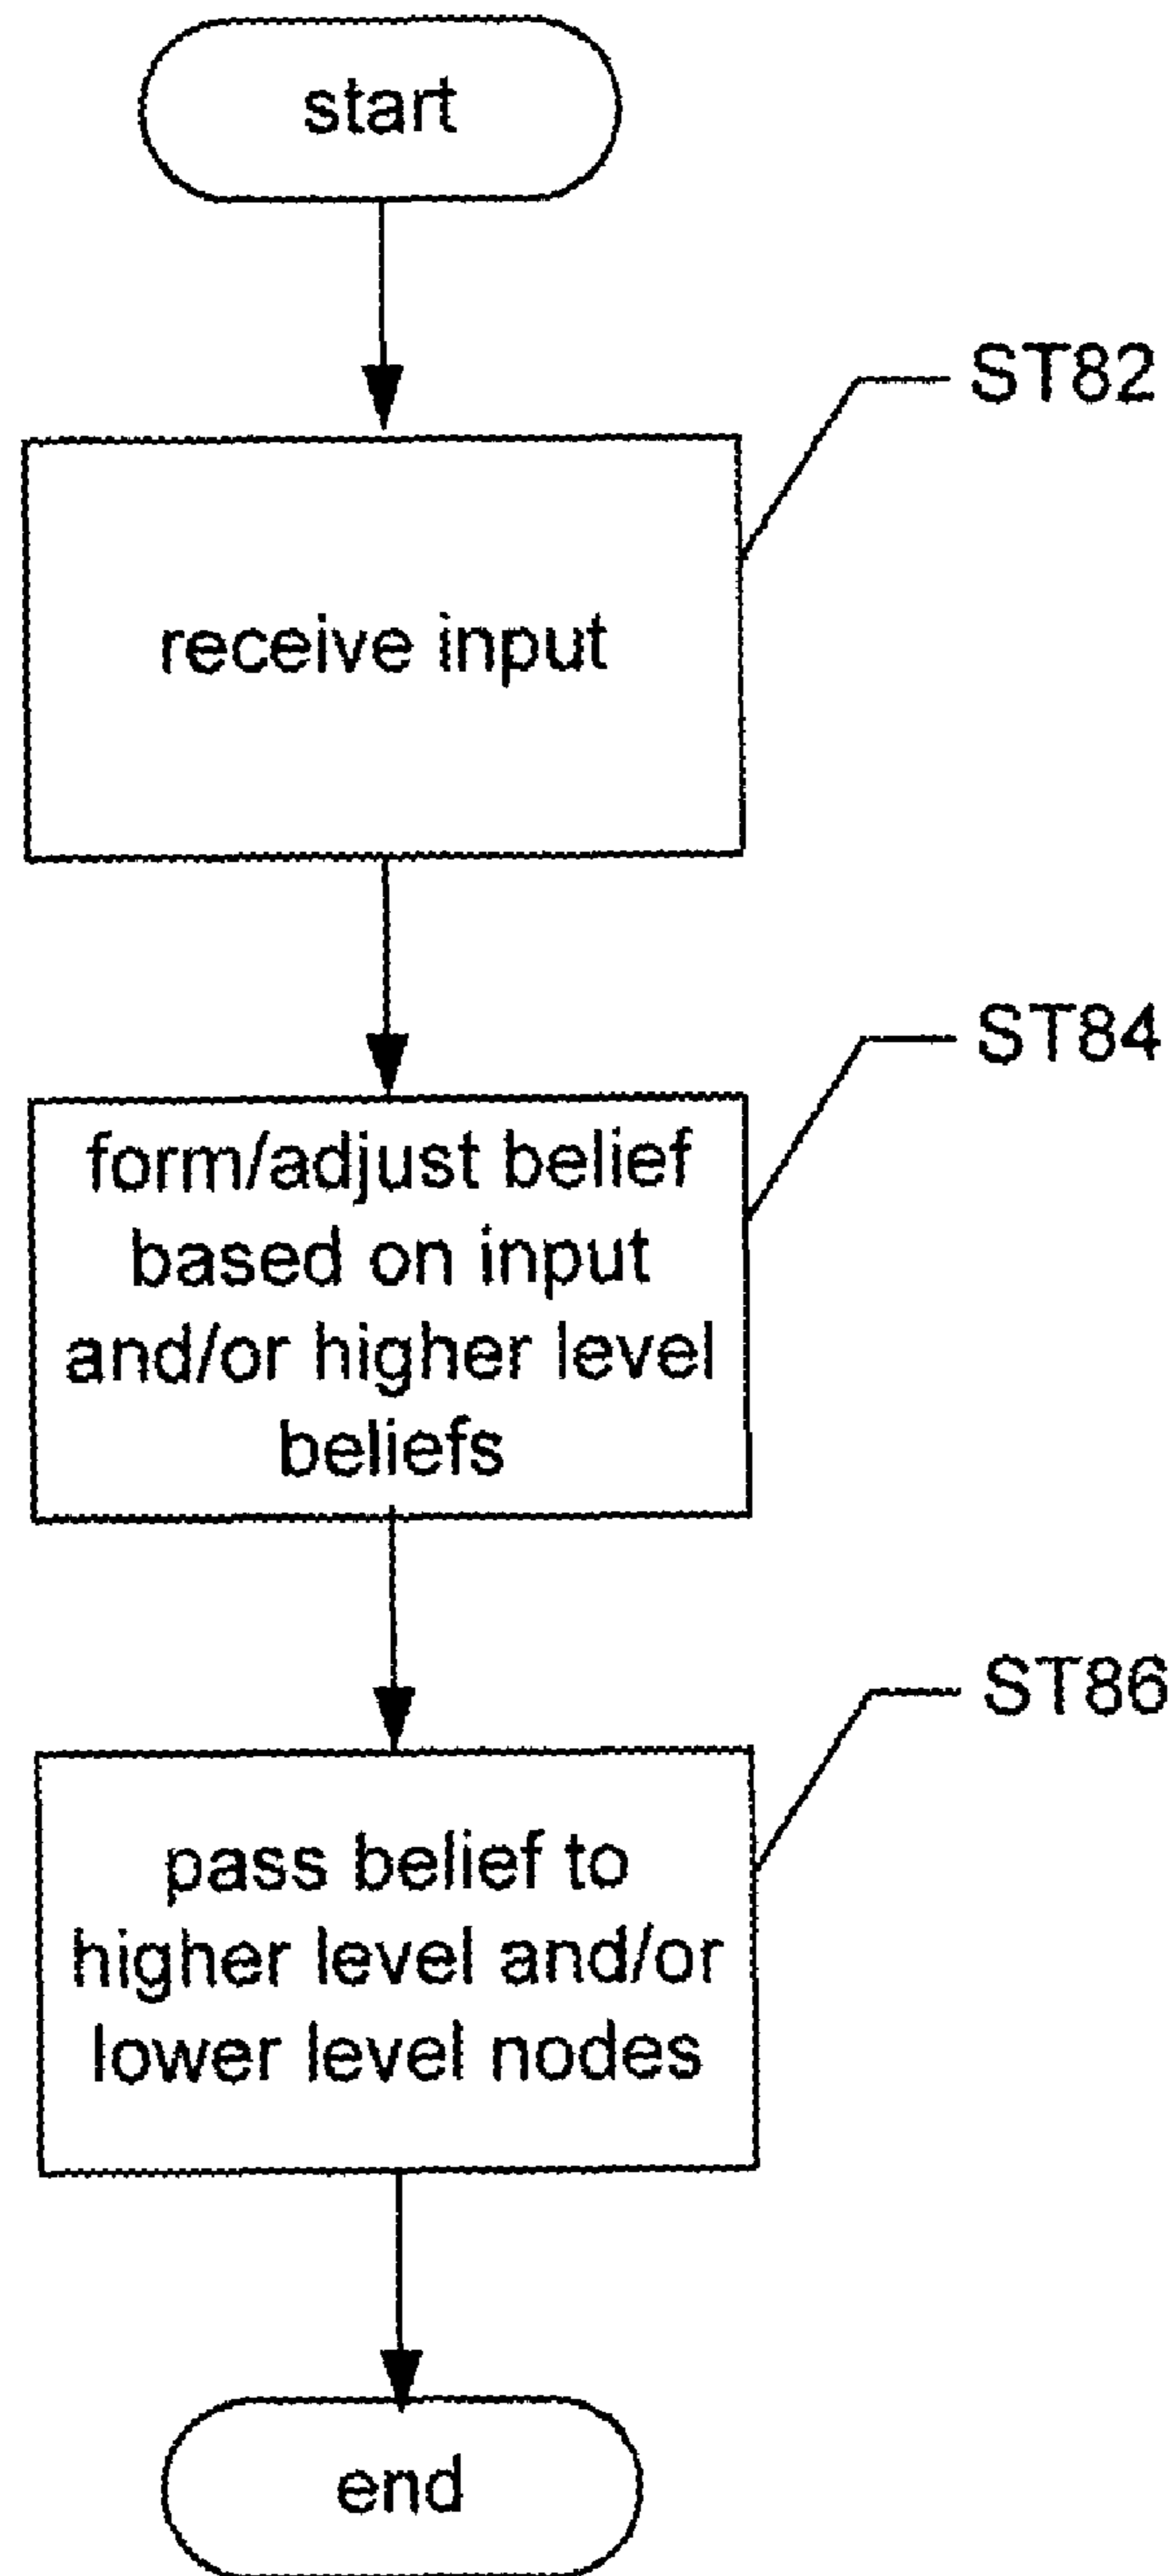 start
ST82
receive input
ST84
form/adjust belief
based on input
and/or higher level
beliefs
ST86
pass belief to
higher level and/or
lower level nodes
end